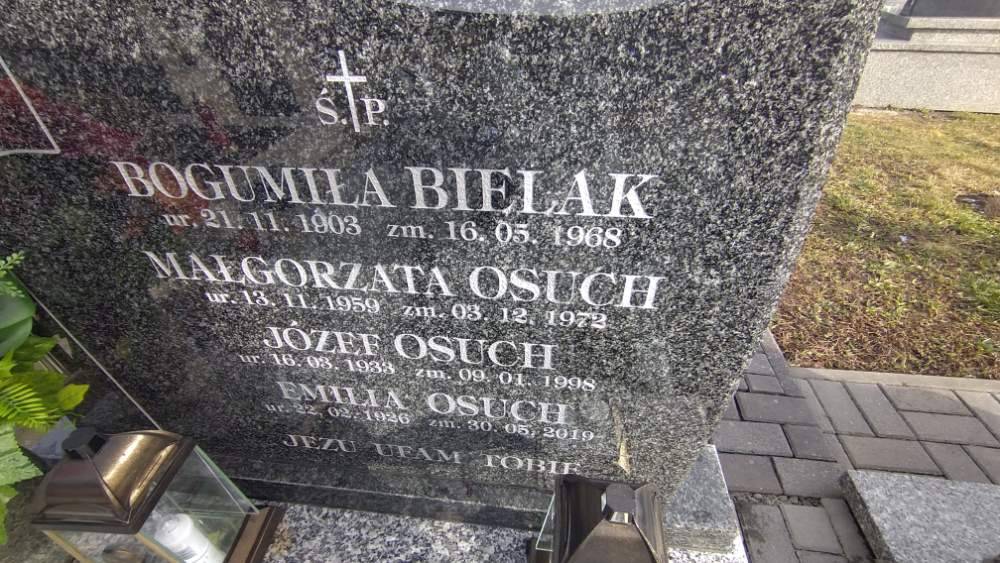 Ś.P.
BOGUMIŁA BIELAK
ur. 21. 11. 1903 zm. 16. 05. 1968
MAŁGORZATA OSUCH
ur. 13. 11. 1959 zm. 03. 12. 1972
JÓZEF OSUCH
ur. 16. 03. 1933 zm. 09. 01. 1998
EMILIA OSUCH
ur. 02. 1926 zm. 30. 05. 2019
JEZU UFAM TOBIE